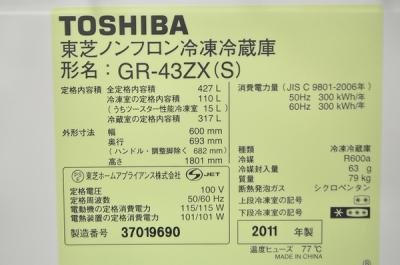 TOSHIBA
東芝ノンフロン冷凍冷蔵庫
形名：GR-43ZX(S)
定格内容積 全定格内容積 427 L
冷凍室の定格内容積 110 L
(うちツースター性能冷凍室 15 L)
冷蔵室の定格内容積 317 L
外形寸法 幅 600 mm
奥行 693 mm
(ハンドル・調整脚除く 682 mm)
高さ 1801 mm
消費電力量 (JIS C 9801-2006年)
50Hz 300 kWh/年
60Hz 300 kWh/年
東芝ホームアプライアンス株式会社 JET
定格電圧 100 V
定格周波数 50/60 Hz
電動機の定格消費電力 115/115 W
電熱装置の定格消費電力 101/101 W
製造番号 37019690
種類 冷凍冷蔵庫
冷媒 R600a
冷媒封入量 63 g
質量 79 kg
断熱発泡ガス シクロペンタン
上段冷凍室の記号
下段冷凍室の記号
2011 年製
温度ヒューズ 77℃
MADE IN CHINA